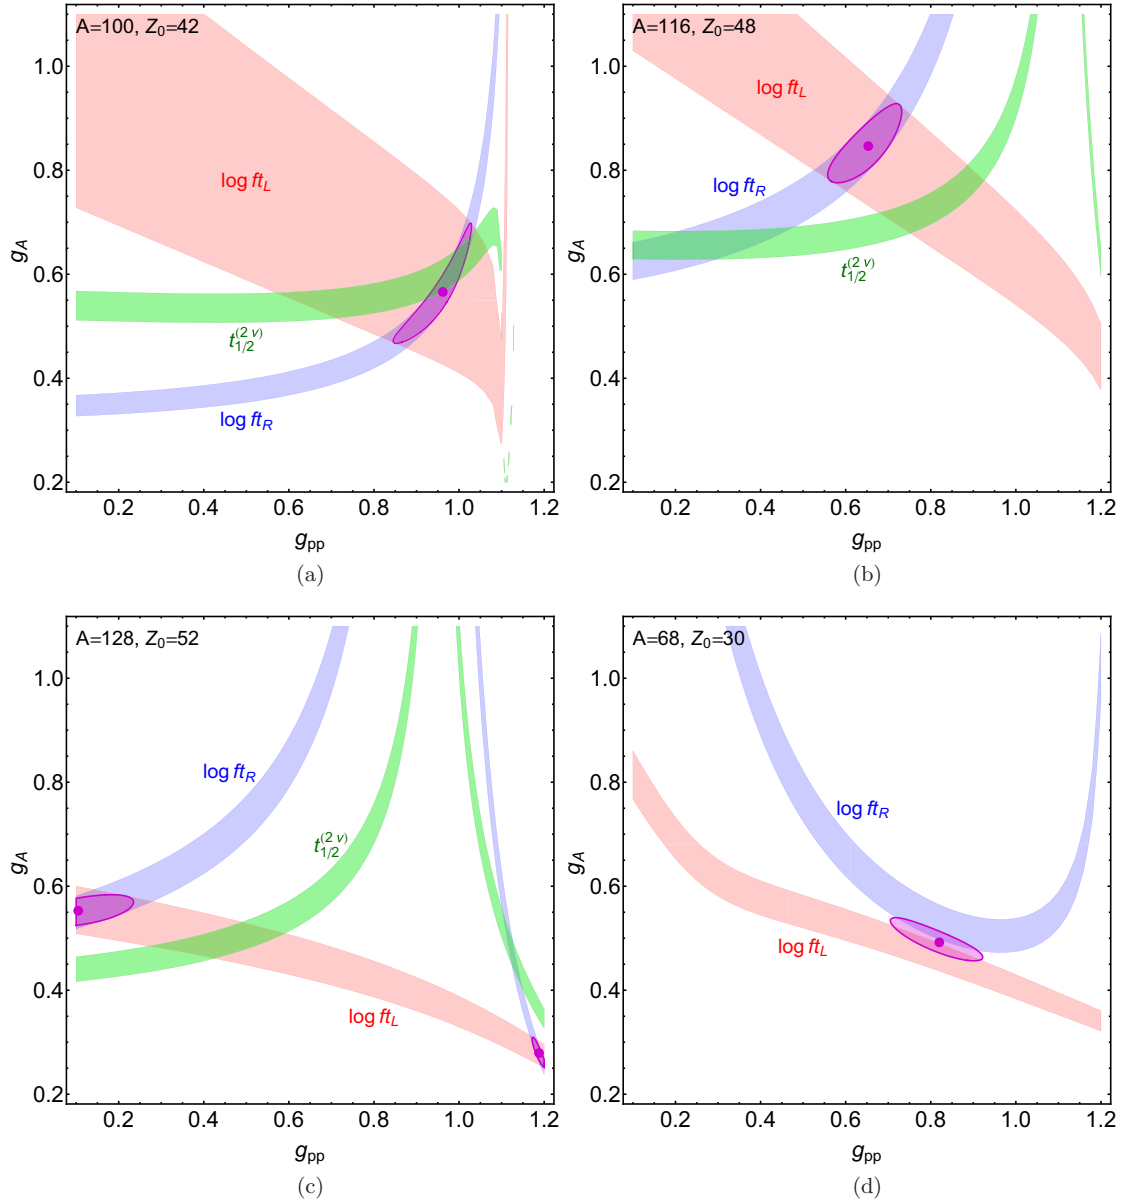 A=100, Z₀=42
1.0
0.8
0.6
0.4
0.2
g_A
log ft_L
t_{1/2}^{(2ν)}
log ft_R
0.2 0.4 0.6 0.8 1.0 1.2
g_pp
(a)
A=116, Z₀=48
1.0
0.8
0.6
0.4
0.2
g_A
log ft_L
log ft_R
t_{1/2}^{(2ν)}
0.2 0.4 0.6 0.8 1.0 1.2
g_pp
(b)
A=128, Z₀=52
1.0
0.8
0.6
0.4
0.2
g_A
log ft_R
t_{1/2}^{(2ν)}
log ft_L
0.2 0.4 0.6 0.8 1.0 1.2
g_pp
(c)
A=68, Z₀=30
1.0
0.8
0.6
0.4
0.2
g_A
log ft_R
log ft_L
0.2 0.4 0.6 0.8 1.0 1.2
g_pp
(d)